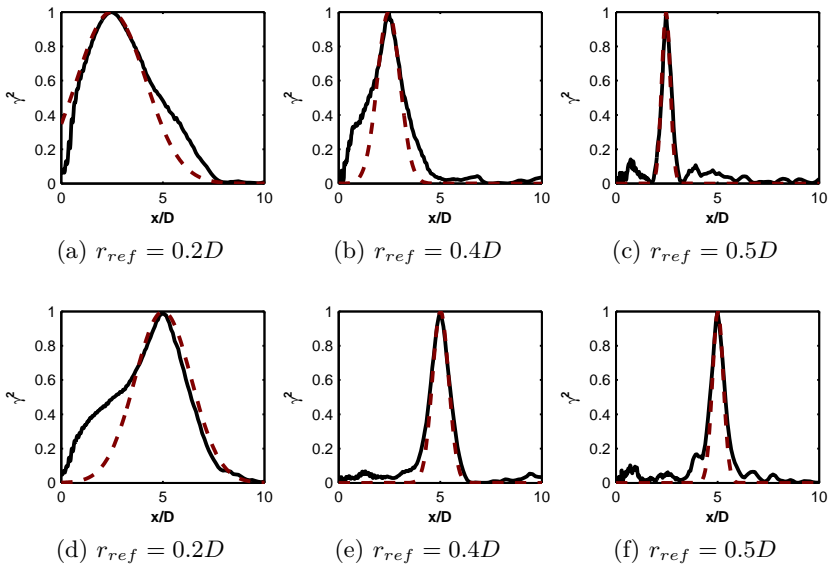 1
0.8
0.6
0.4
0.2
0
γ²
0 5 10
x/D
(a) r_ref = 0.2D
1
0.8
0.6
0.4
0.2
0
γ²
0 5 10
x/D
(b) r_ref = 0.4D
1
0.8
0.6
0.4
0.2
0
γ²
0 5 10
x/D
(c) r_ref = 0.5D
1
0.8
0.6
0.4
0.2
0
γ²
0 5 10
x/D
(d) r_ref = 0.2D
1
0.8
0.6
0.4
0.2
0
γ²
0 5 10
x/D
(e) r_ref = 0.4D
1
0.8
0.6
0.4
0.2
0
γ²
0 5 10
x/D
(f) r_ref = 0.5D